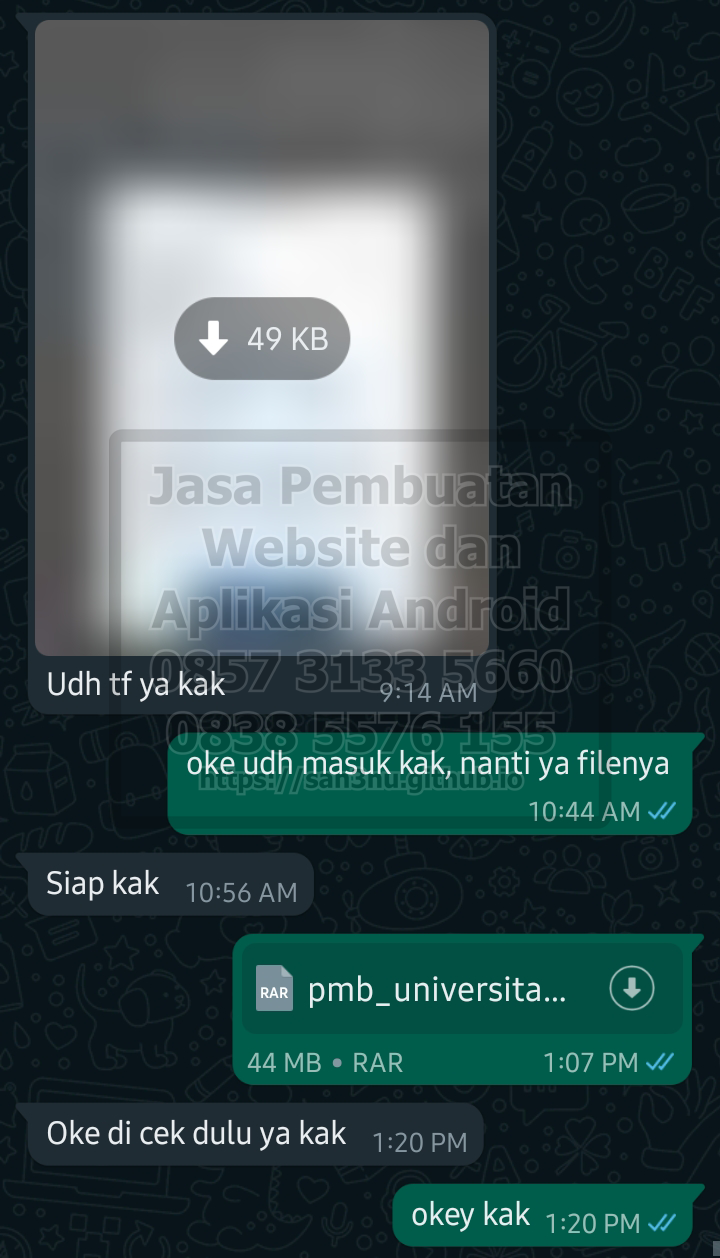 49 KB
Jasa Pembuatan
Website dan
Aplikasi Android
0857 3133 5660
0838 5576 155
https://san3nu.github.io
Udh tf ya kak 9:14 AM
oke udh masuk kak, nanti ya filenya
10:44 AM
Siap kak 10:56 AM
RAR pmb_universita...
44 MB • RAR 1:07 PM
Oke di cek dulu ya kak 1:20 PM
okey kak 1:20 PM